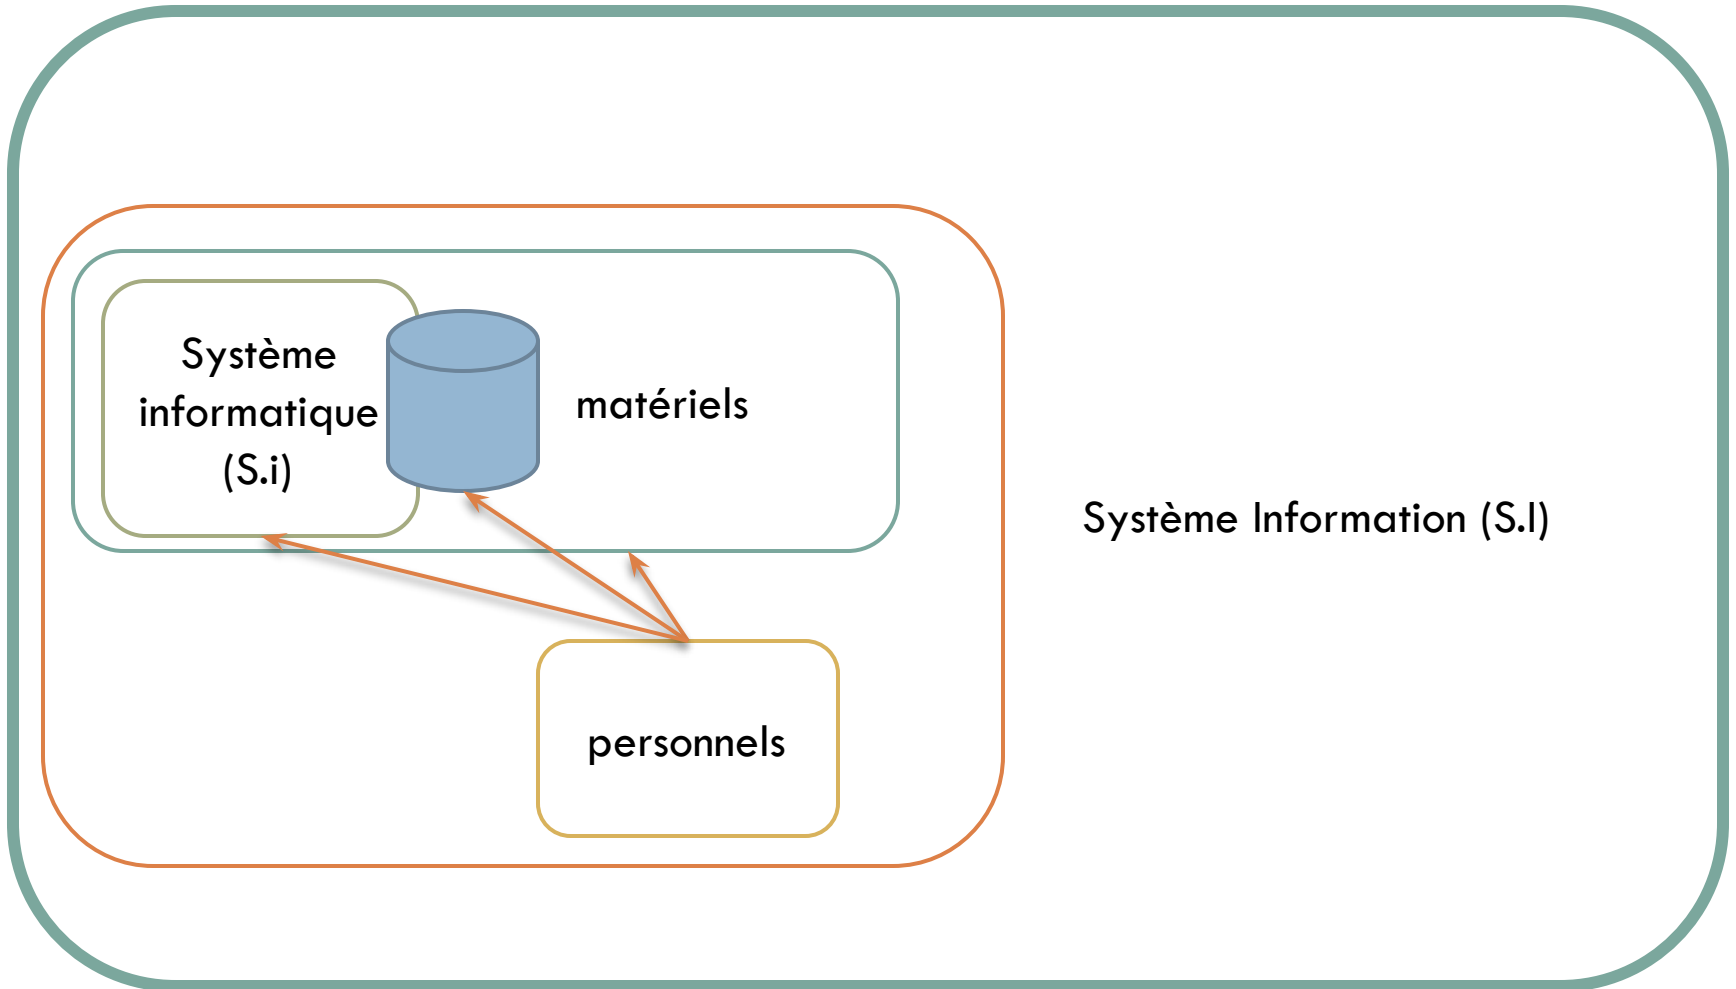 Système
informatique
(S.i)
matériels
Système Information (S.I)
personnels